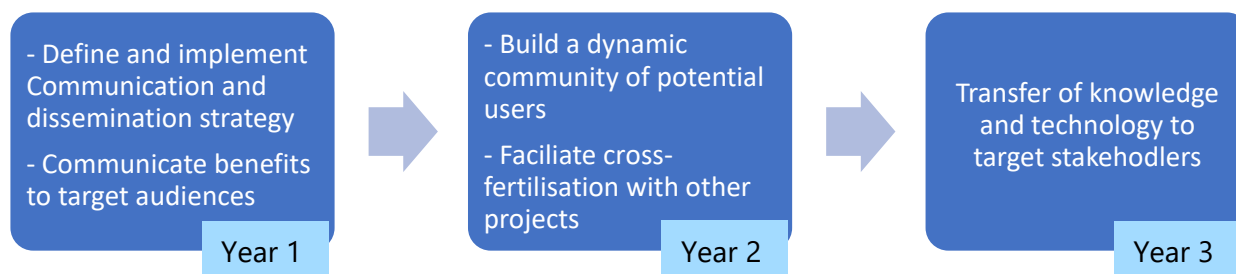 - Define and implement
Communication and
dissemination strategy
- Communicate benefits
to target audiences
Year 1
- Build a dynamic
community of potential
users
- Faciliate cross-
fertilisation with other
projects
Year 2
Transfer of knowledge
and technology to
target stakehodlers
Year 3